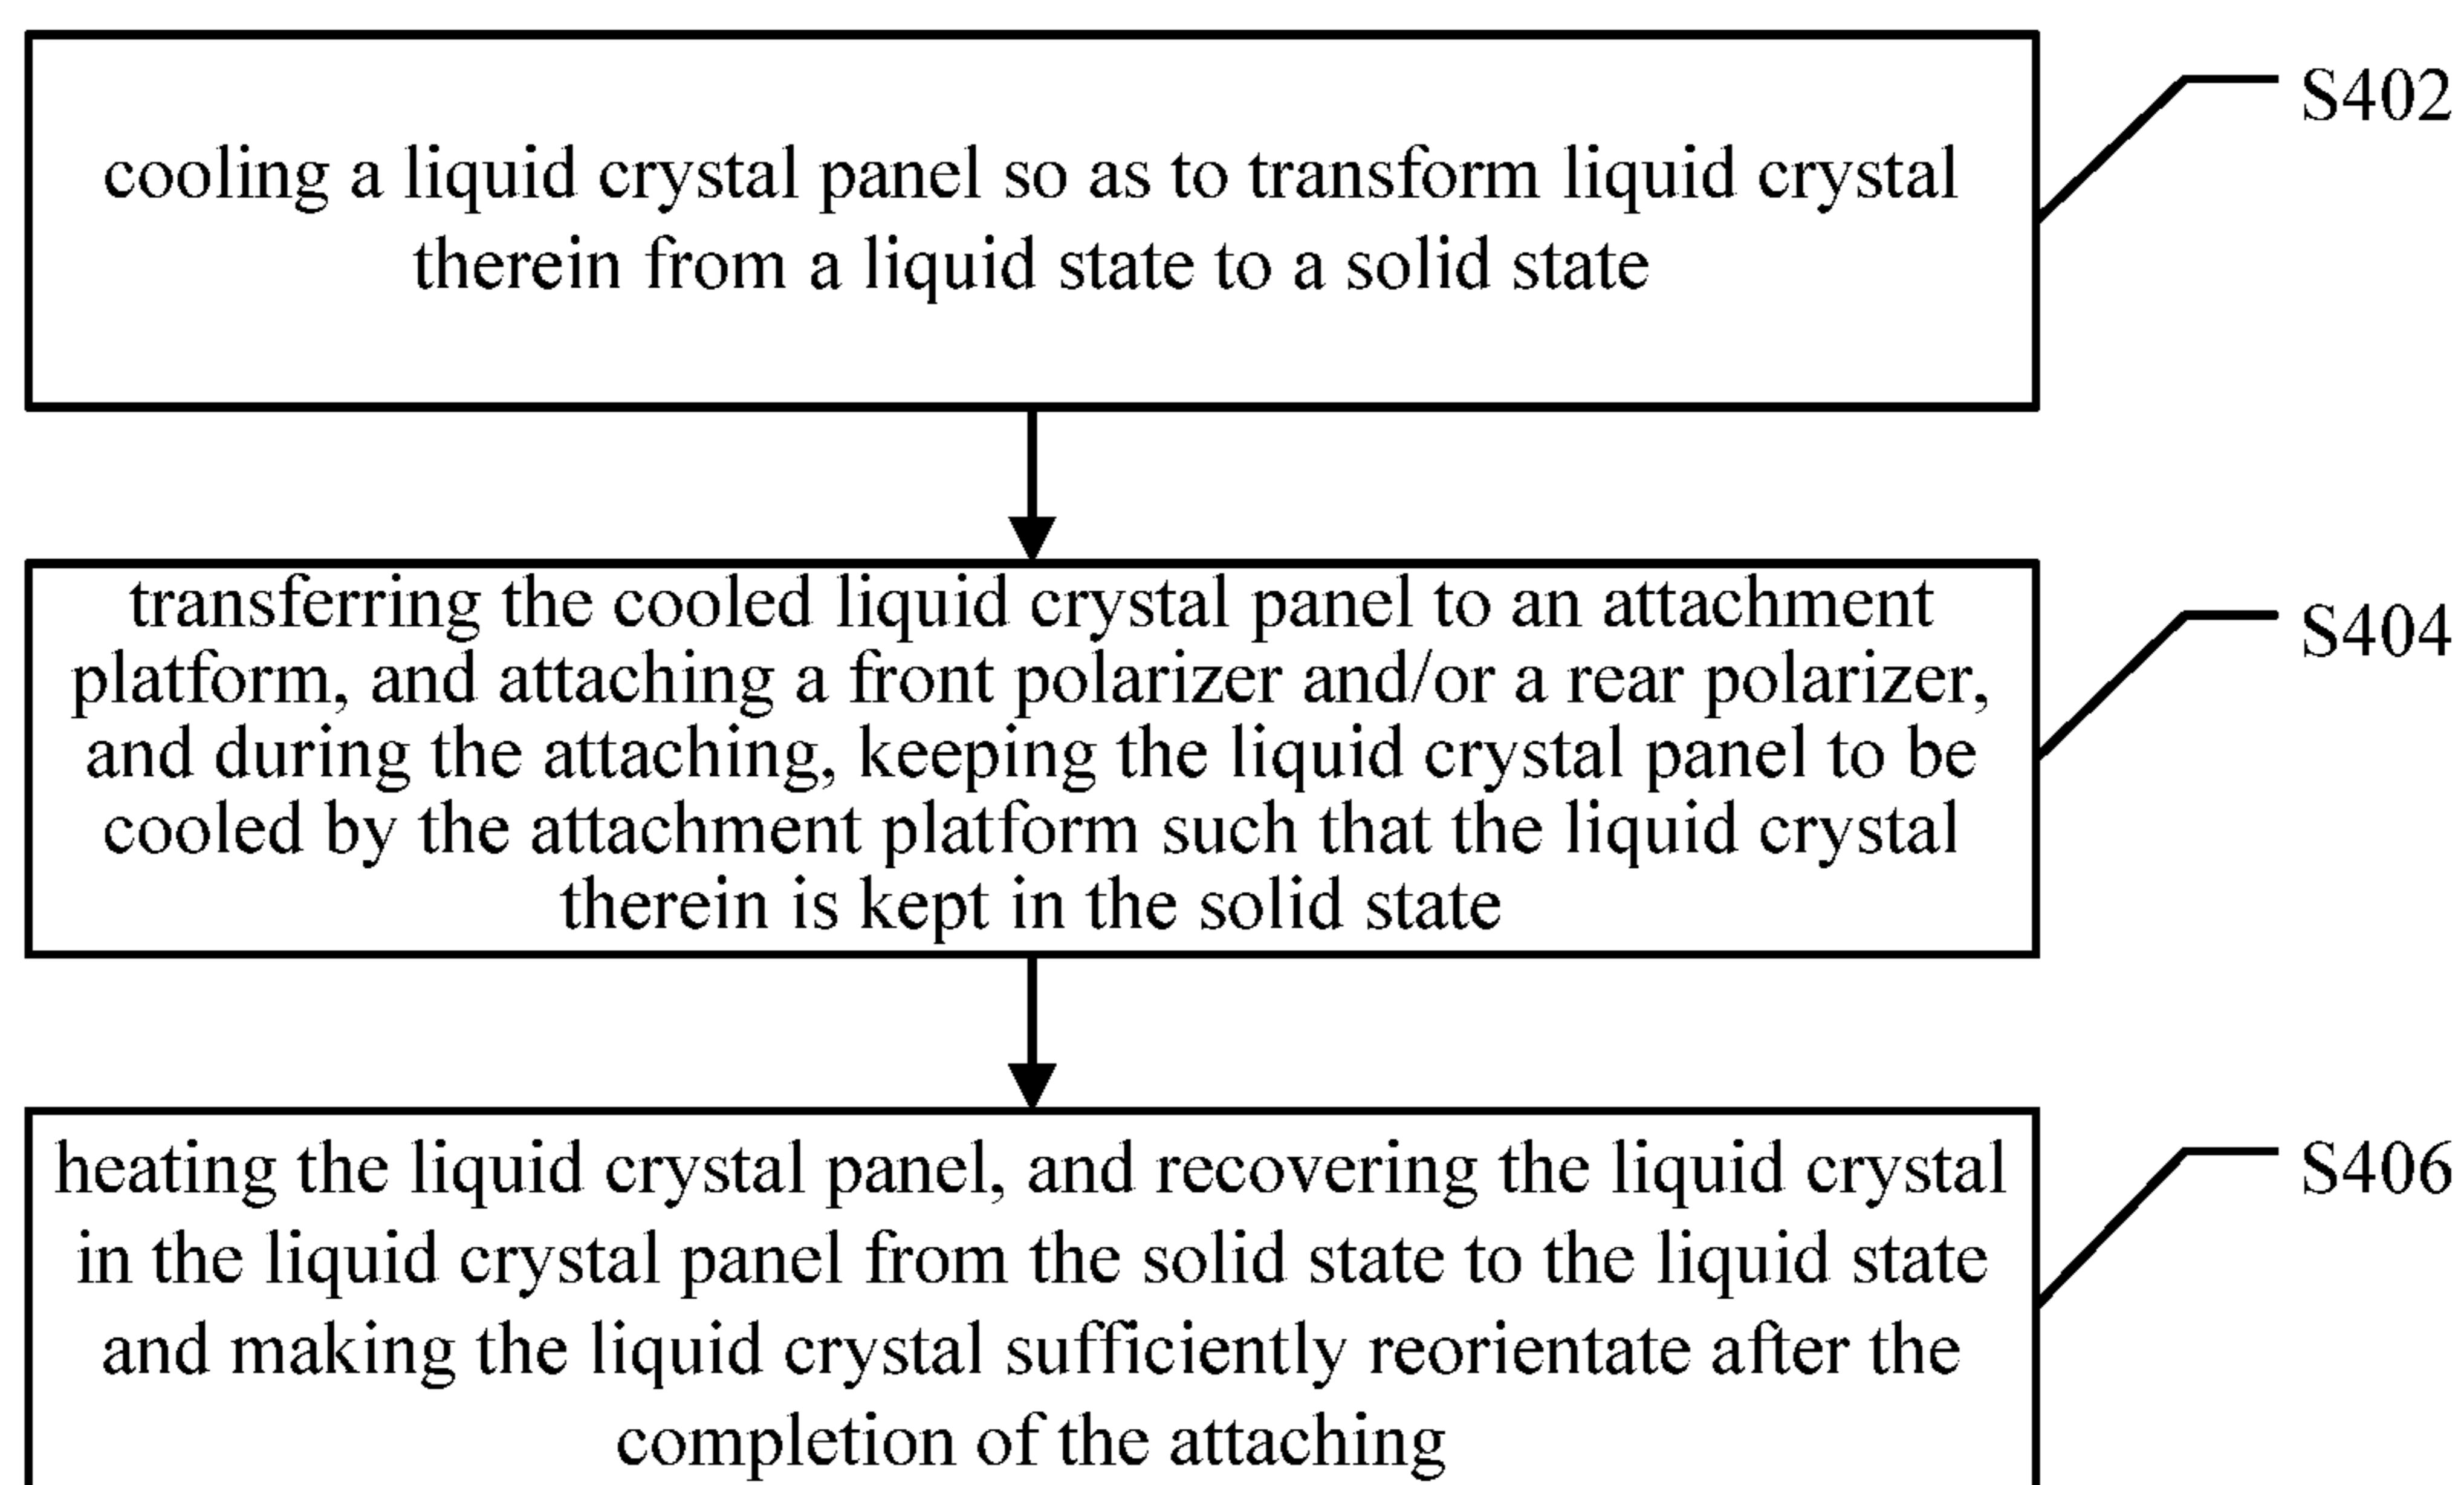 cooling a liquid crystal panel so as to transform liquid crystal
therein from a liquid state to a solid state
S402
transferring the cooled liquid crystal panel to an attachment
platform, and attaching a front polarizer and/or a rear polarizer,
and during the attaching, keeping the liquid crystal panel to be
cooled by the attachment platform such that the liquid crystal
therein is kept in the solid state
S404
heating the liquid crystal panel, and recovering the liquid crystal
in the liquid crystal panel from the solid state to the liquid state
and making the liquid crystal sufficiently reorientate after the
completion of the attaching
S406